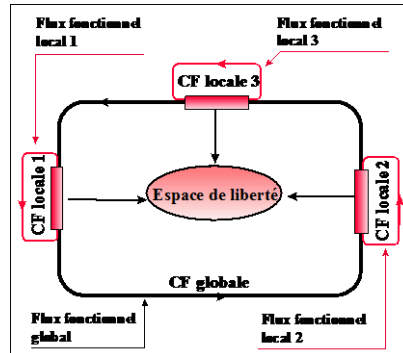 Flux fonctionnel
local 1
Flux fonctionnel
local 3
CF locale 3
CF locale 1
Espace de liberté
CF locale 2
CF globale
Flux fonctionnel
global
Flux fonctionnel
local 2